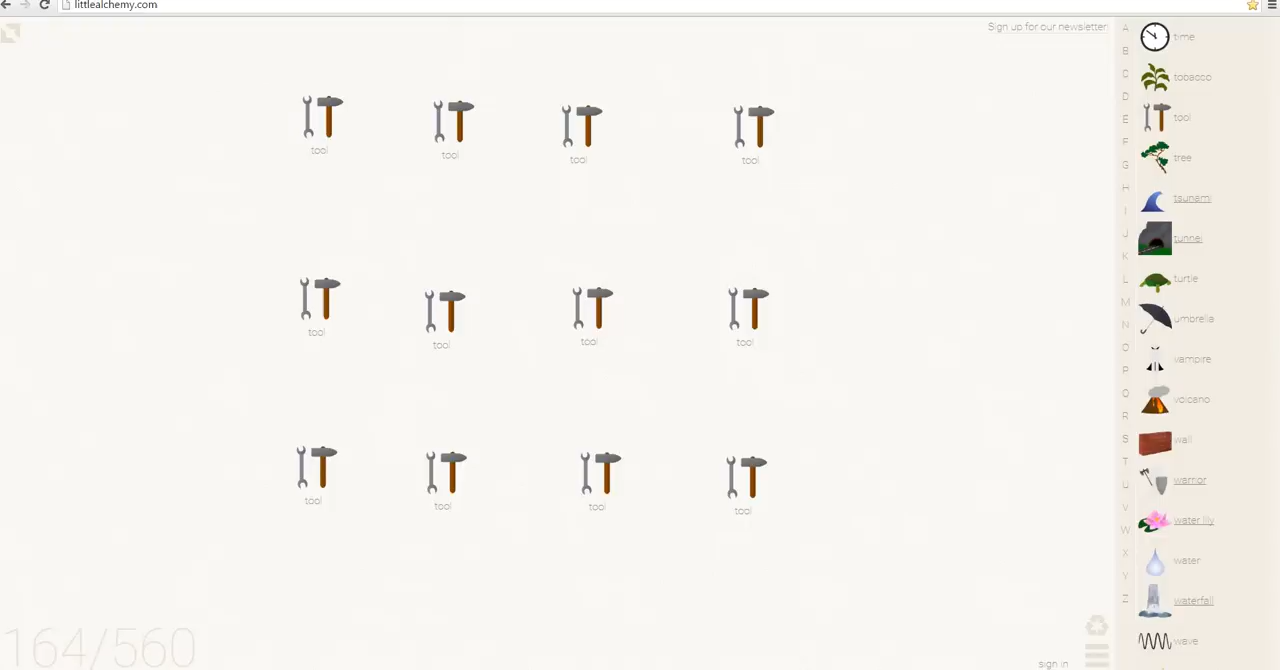 littlealchemy.com
Sign up for our newsletter!
tool tool tool tool
tool tool tool tool
tool tool tool tool
164/560
sign in
A
B
C
D
E
F
G
H
I
J
K
L
M
N
O
P
Q
R
S
T
U
V
W
X
Y
Z
time
tobacco
tool
tree
tsunami
tunnel
turtle
umbrella
vampire
volcano
wall
warrior
water lily
water
waterfall
wave